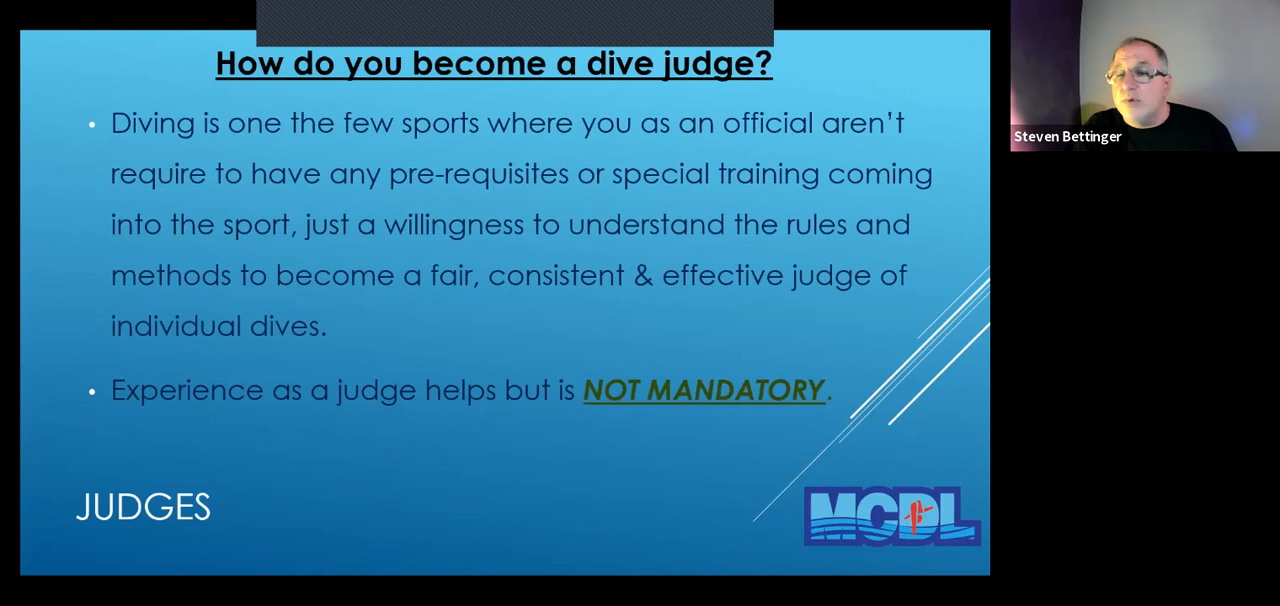 How do you become a dive judge?
• Diving is one the few sports where you as an official aren't
require to have any pre-requisites or special training coming
into the sport, just a willingness to understand the rules and
methods to become a fair, consistent & effective judge of
individual dives.
• Experience as a judge helps but is NOT MANDATORY.
JUDGES
MCDL
Steven Bettinger